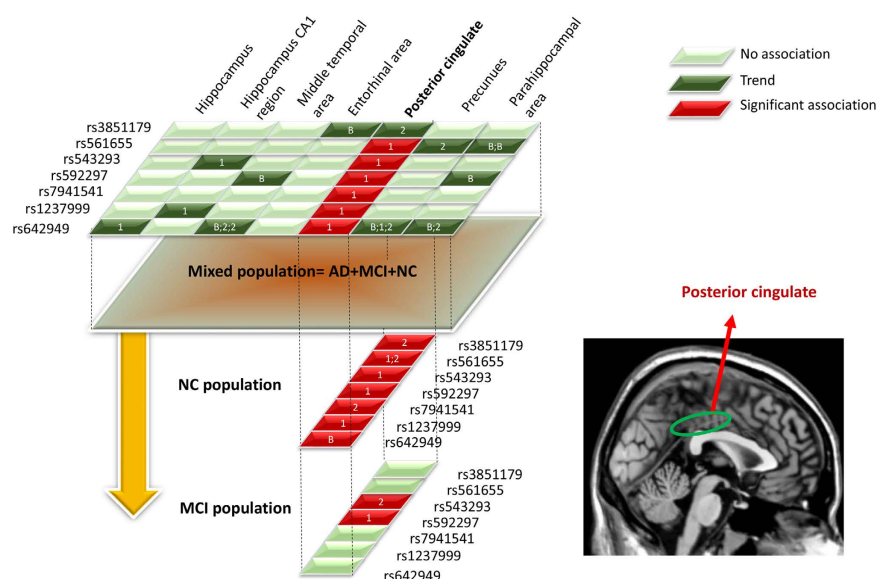 Hippocampus
Hippocampus CA1
region
Middle temporal
area
Entorhinal area
Posterior cingulate
Precunues
Parahippocampal
area
No association
Trend
Significant association
rs3851179
B
2
rs561655
1
2
B;B
rs543293
1
1
rs592297
B
1
B
rs7941541
1
rs1237999
1
1
rs642949
1
B;2;2
1
B;1;2
B;2
Mixed population= AD+MCI+NC
Posterior cingulate
NC population
2
rs3851179
1;2
rs561655
1
rs543293
1
rs592297
2
rs7941541
1
rs1237999
B
rs642949
MCI population
rs3851179
rs561655
2
rs543293
1
rs592297
rs7941541
rs1237999
rs642949